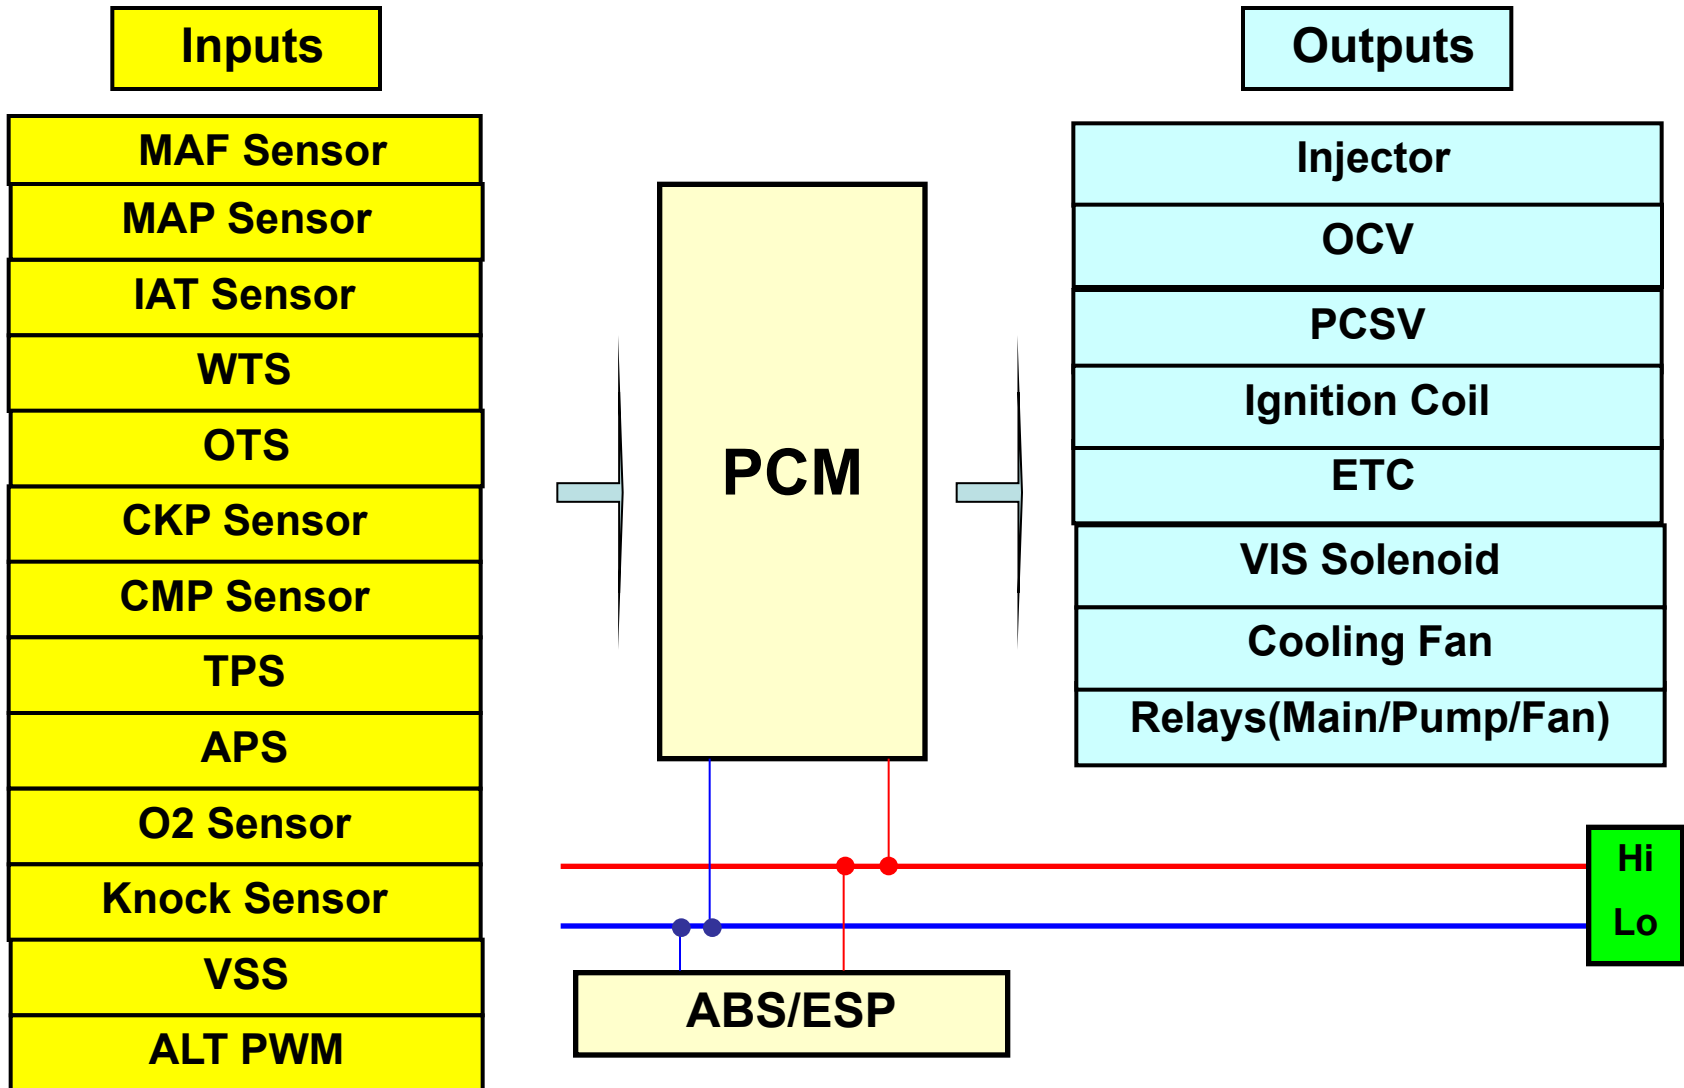 Inputs
MAF Sensor
MAP Sensor
IAT Sensor
WTS
OTS
CKP Sensor
CMP Sensor
TPS
APS
O2 Sensor
Knock Sensor
VSS
ALT PWM
PCM
ABS/ESP
Outputs
Injector
OCV
PCSV
Ignition Coil
ETC
VIS Solenoid
Cooling Fan
Relays(Main/Pump/Fan)
Hi
Lo